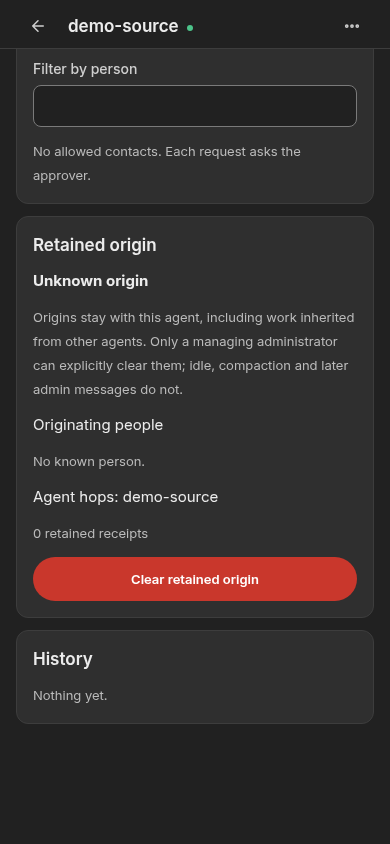 demo-source
Filter by person
No allowed contacts. Each request asks the
approver.
Retained origin
Unknown origin
Origins stay with this agent, including work inherited
from other agents. Only a managing administrator
can explicitly clear them; idle, compaction and later
admin messages do not.
Originating people
No known person.
Agent hops: demo-source
0 retained receipts
Clear retained origin
History
Nothing yet.